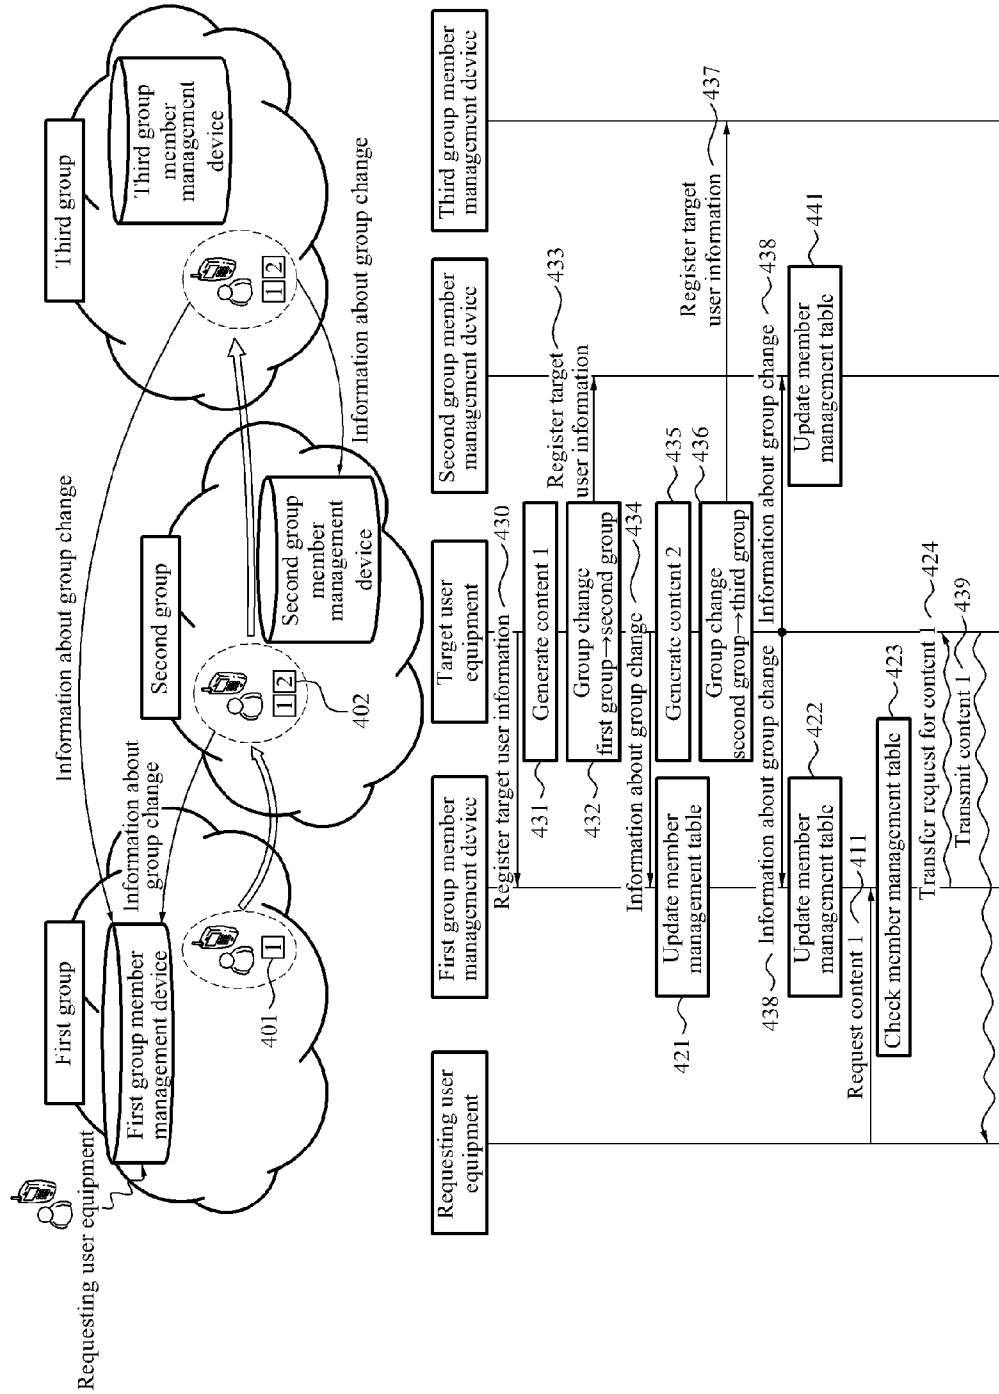 Requesting user equipment
First group
First group member
management device
1
401
Information about
group change
Information about group change
Second group
1 2
402
Second group
member
management
device
Third group
Third group
member
management
device
1 2
Information about group change
Requesting user
equipment
First group member
management device
Target user
equipment
Second group member
management device
Third group member
management device
Register target user information 430
431
Generate content 1
Register target 433
user information
432
Group change
first group→second group
Information about group change 434
421
Update member
management table
Generate content 2
435
436
Group change
second group→third group
Register target
user information 437
438 Information about group change
Information about group change 438
Update member
management table
422
Update member
management table
441
Request content 1 411
Check member management table
423
Transfer request for content 1 424
Transmit content 1 439